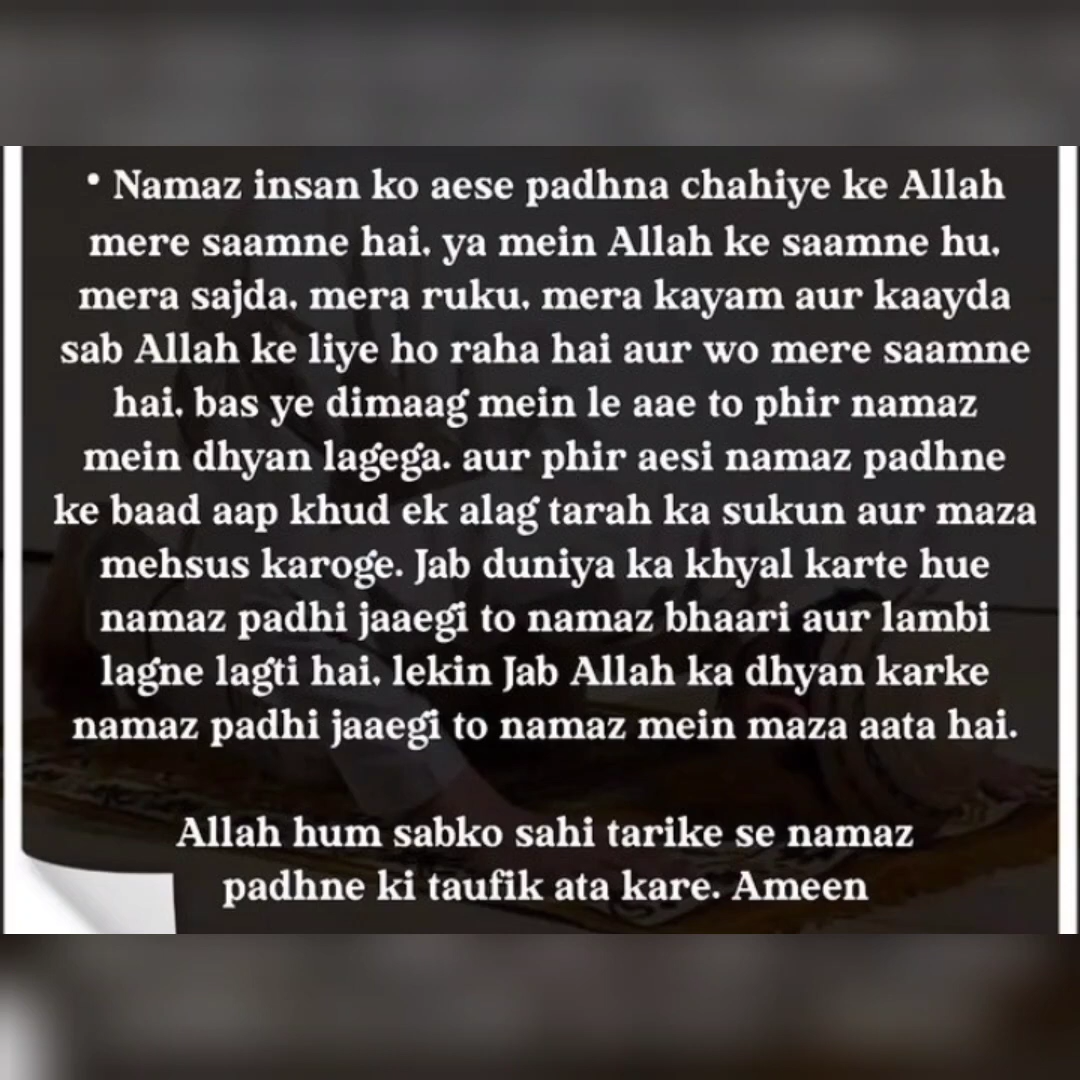 • Namaz insan ko aese padhna chahiye ke Allah
mere saamne hai, ya mein Allah ke saamne hu,
mera sajda, mera ruku, mera kayam aur kaayda
sab Allah ke liye ho raha hai aur wo mere saamne
hai, bas ye dimaag mein le aae to phir namaz
mein dhyan lagega. aur phir aesi namaz padhne
ke baad aap khud ek alag tarah ka sukun aur maza
mehsus karoge. Jab duniya ka khyal karte hue
namaz padhi jaaegi to namaz bhaari aur lambi
lagne lagti hai, lekin Jab Allah ka dhyan karke
namaz padhi jaaegi to namaz mein maza aata hai.
Allah hum sabko sahi tarike se namaz
padhne ki taufik ata kare. Ameen